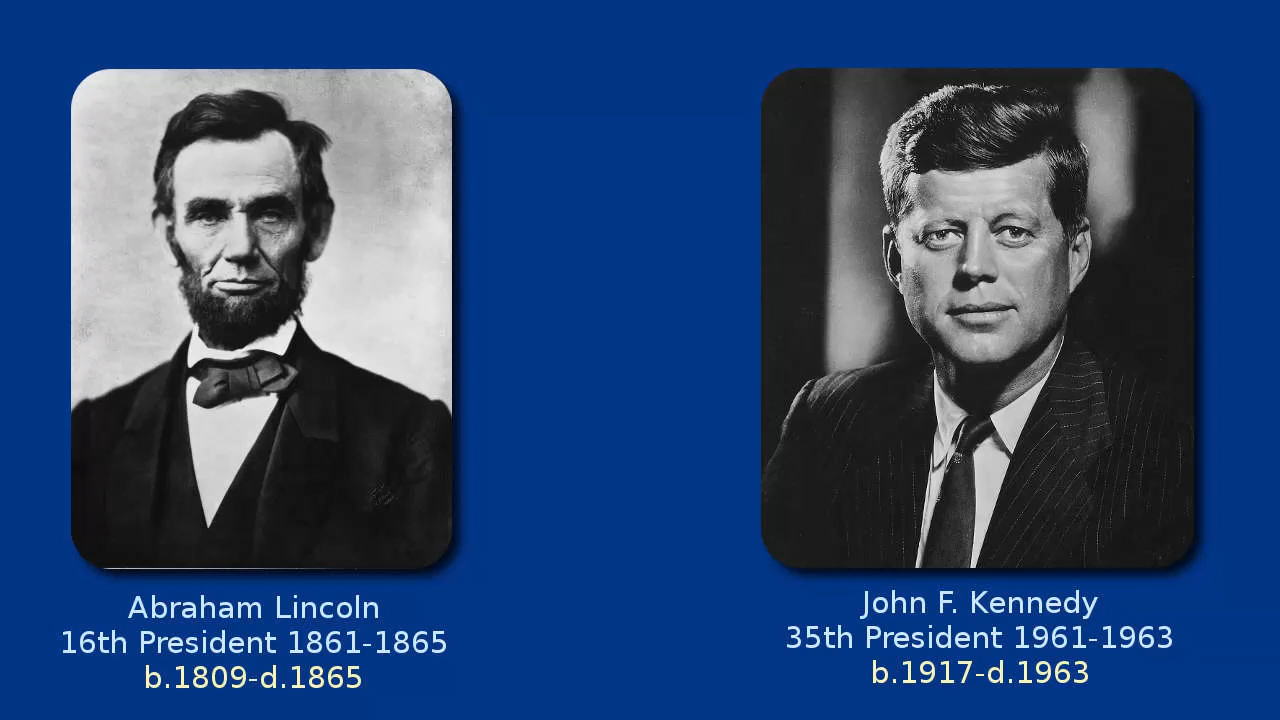 Abraham Lincoln
16th President 1861-1865
b.1809-d.1865
John F. Kennedy
35th President 1961-1963
b.1917-d.1963